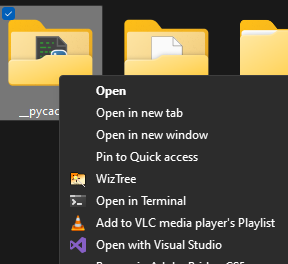 __pycac
Open
Open in new tab
Open in new window
Pin to Quick access
WizTree
Open in Terminal
Add to VLC media player's Playlist
Open with Visual Studio